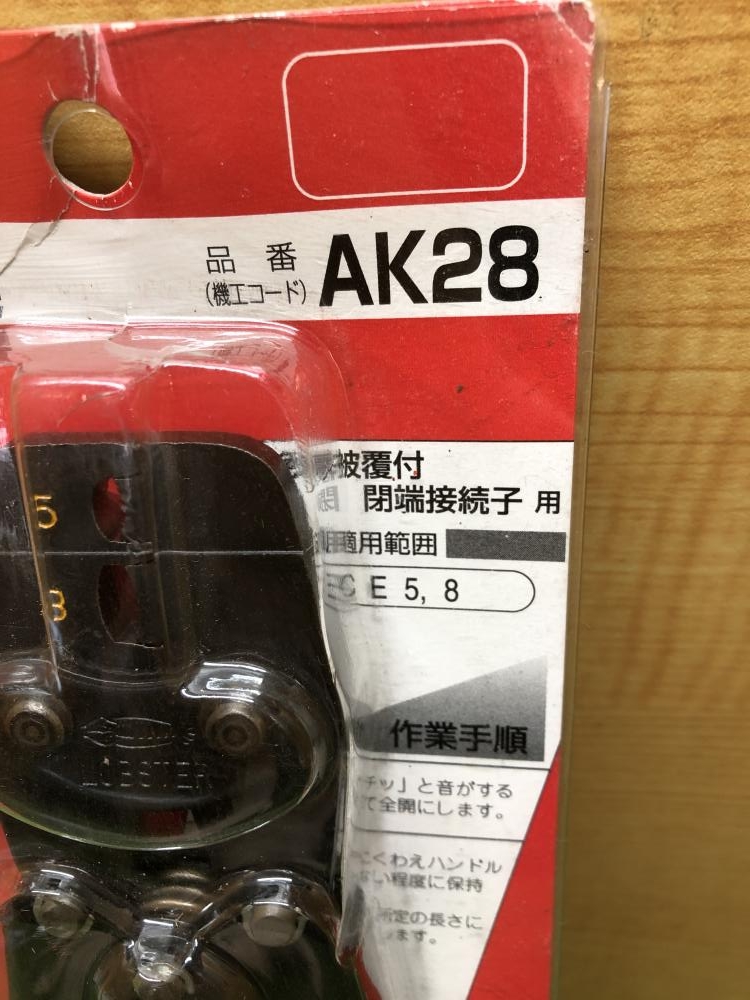 品番
(機工コード) AK28
被覆付
閉端接続子 用
適用範囲
CE 5, 8
5
8
LOBSTER
作業手順
チッ」と音がする
て全開にします。
くわえハンドル
ない程度に保持
所定の長さに
ます。